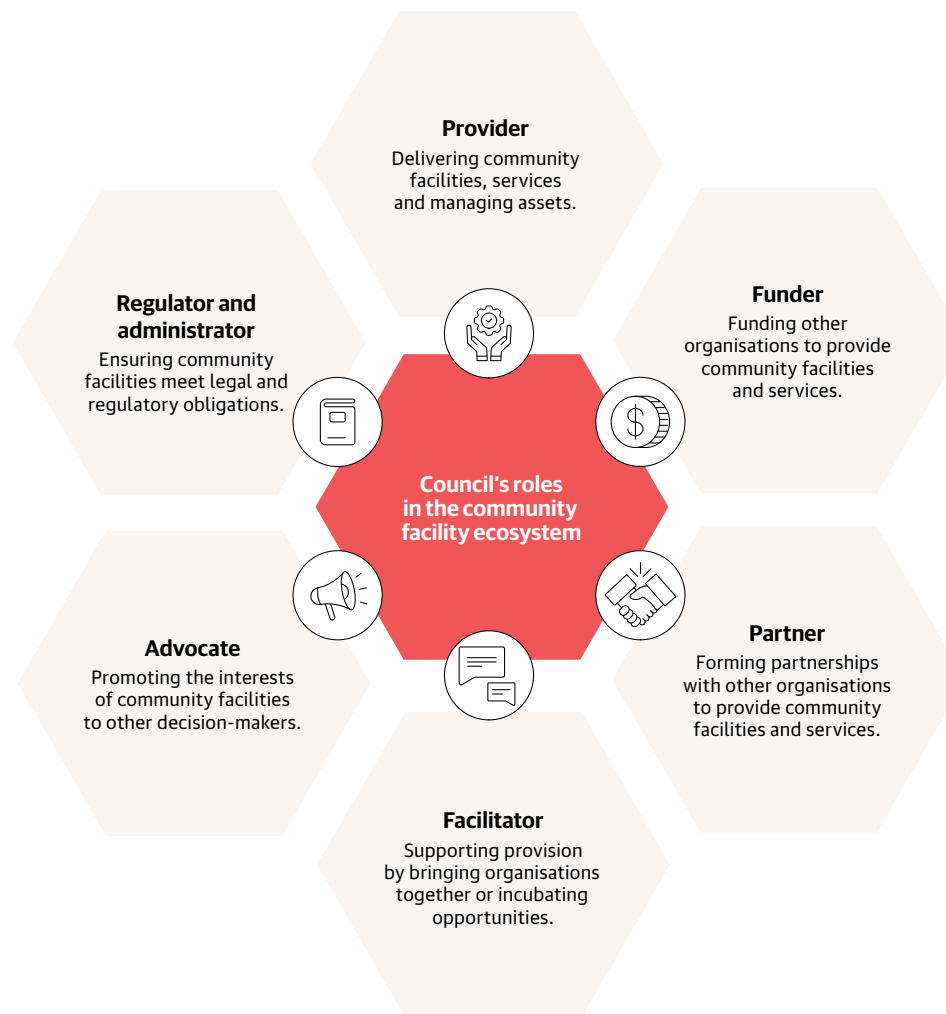 Provider
Delivering community
facilities, services
and managing assets.
Funder
Funding other
organisations to provide
community facilities
and services.
Partner
Forming partnerships
with other organisations
to provide community
facilities and services.
Facilitator
Supporting provision
by bringing organisations
together or incubating
opportunities.
Advocate
Promoting the interests
of community facilities
to other decision-makers.
Regulator and
administrator
Ensuring community
facilities meet legal and
regulatory obligations.
Council's roles
in the community
facility ecosystem
$